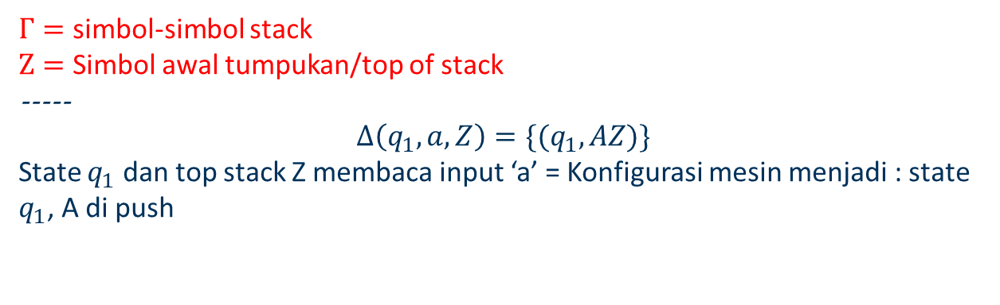 Γ = simbol-simbol stack
Z = Simbol awal tumpukan/top of stack
-----
Δ(𝑞₁, 𝑎, 𝑍) = {(𝑞₁, 𝐴𝑍)}
State 𝑞₁ dan top stack Z membaca input ‘a’ = Konfigurasi mesin menjadi : state
𝑞₁, A di push